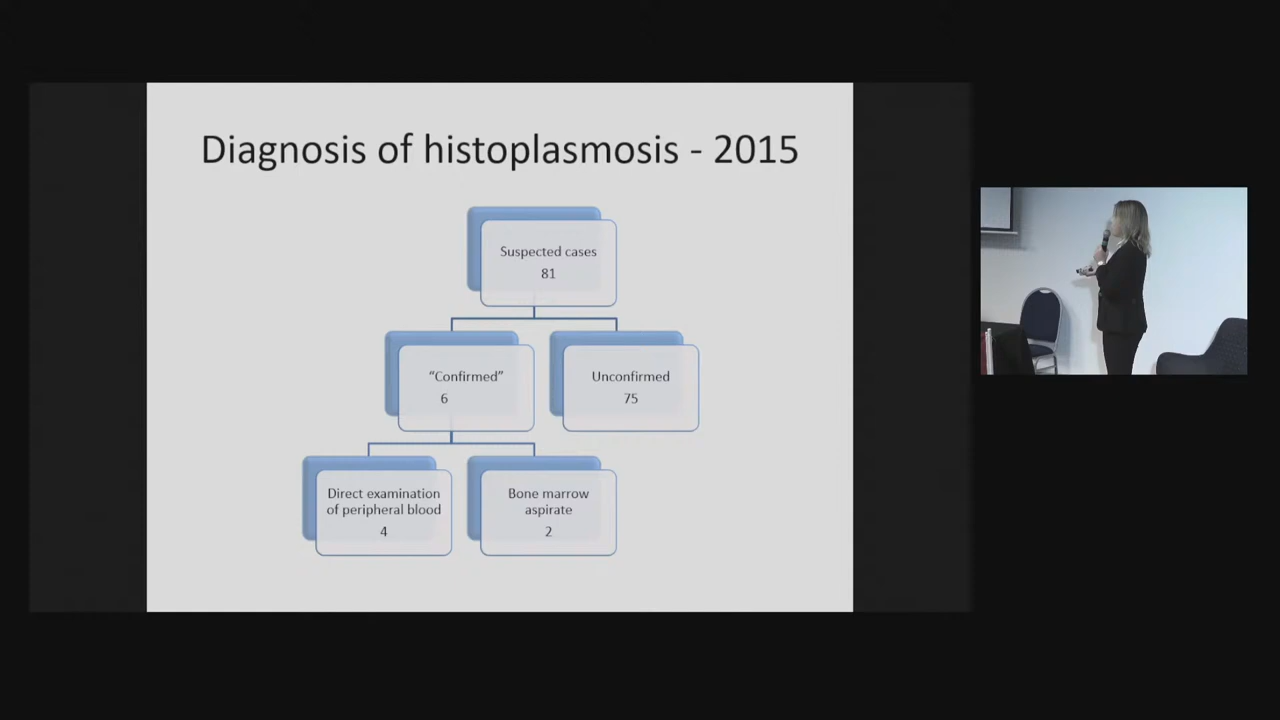 Diagnosis of histoplasmosis - 2015
Suspected cases
81
“Confirmed”
6
Unconfirmed
75
Direct examination
of peripheral blood
4
Bone marrow
aspirate
2